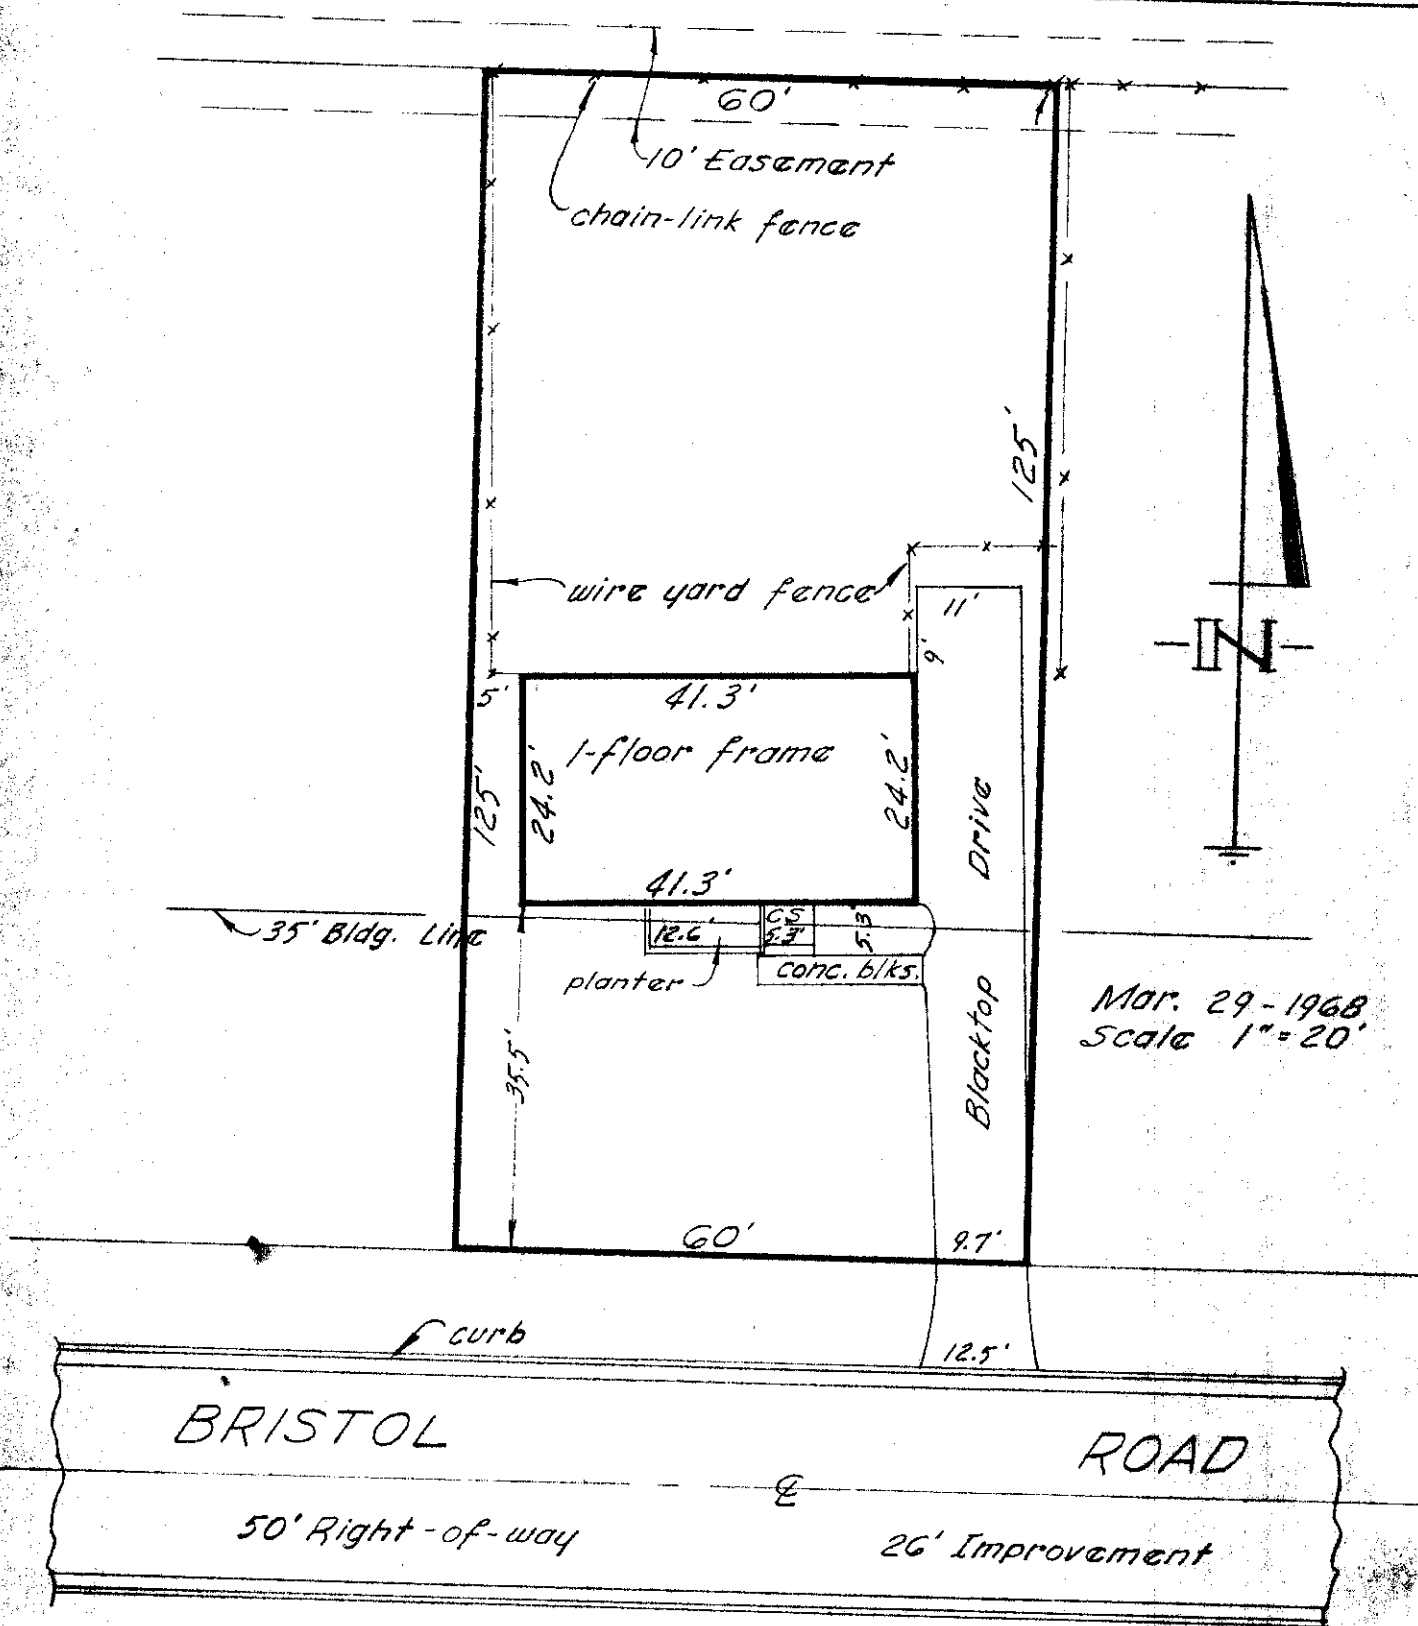 60'
10' Easement
chain-link fence
125'
wire yard fence
11'
9'
5'
41.3'
1-floor frame
24.2'
24.2'
125'
Drive
N
41.3'
35' Bldg. Line
12.6'
CS
5.3'
5.3'
planter
conc. blks.
Blacktop
Mar. 29-1968
Scale 1"=20'
35.5'
60'
9.7'
curb
12.5'
BRISTOL ROAD
℄
50' Right-of-way
26' Improvement